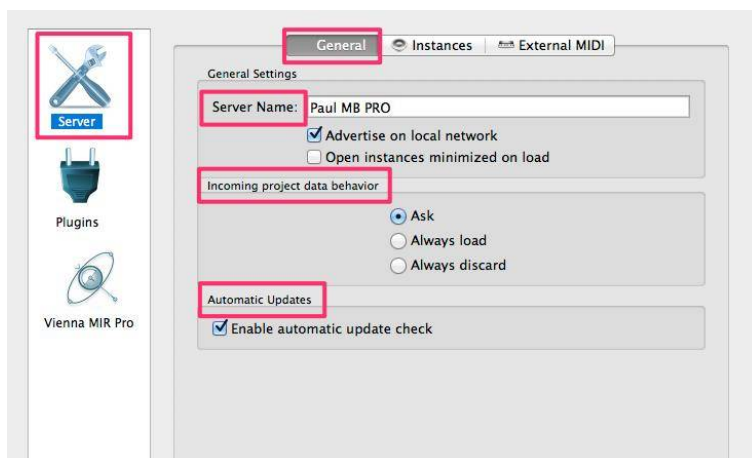 General Instances External MIDI
General Settings
Server Name: Paul MB PRO
Server
Advertise on local network
Open instances minimized on load
Incoming project data behavior
Plugins
Ask
Always load
Always discard
Automatic Updates
Vienna MIR Pro
Enable automatic update check